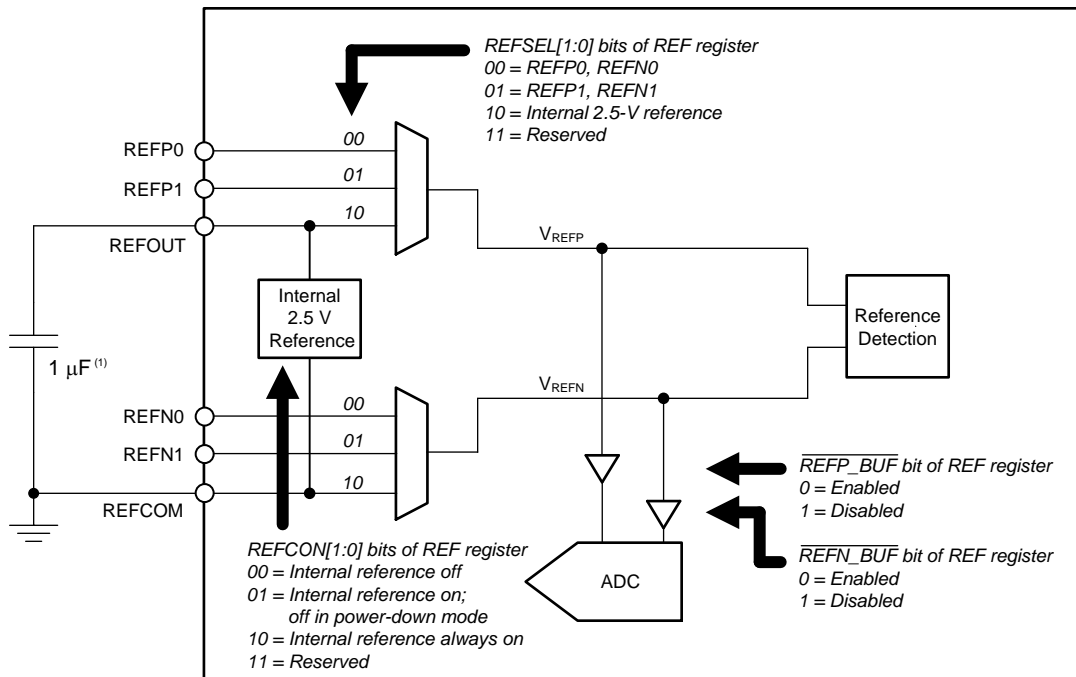 REFSEL[1:0] bits of REF register
00 = REFP0, REFN0
01 = REFP1, REFN1
10 = Internal 2.5-V reference
11 = Reserved
REFP0
00
REFP1
01
REFOUT
10
VREFP
Internal
2.5 V
Reference
Reference
Detection
1 μF (1)
VREFN
REFN0
00
REFN1
01
REFCOM
10
REFP_BUF bit of REF register
0 = Enabled
1 = Disabled
REFN_BUF bit of REF register
0 = Enabled
1 = Disabled
REFCON[1:0] bits of REF register
00 = Internal reference off
01 = Internal reference on;
off in power-down mode
10 = Internal reference always on
11 = Reserved
ADC